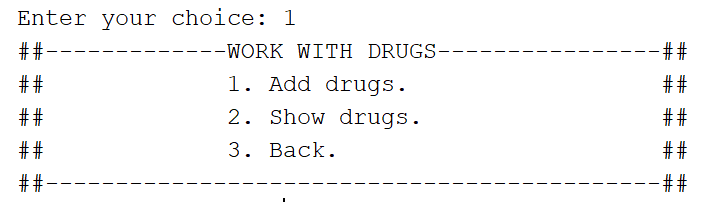 Enter your choice: 1
##-------------WORK WITH DRUGS----------------##
##             1. Add drugs.                  ##
##             2. Show drugs.                 ##
##             3. Back.                       ##
##--------------------------------------------##